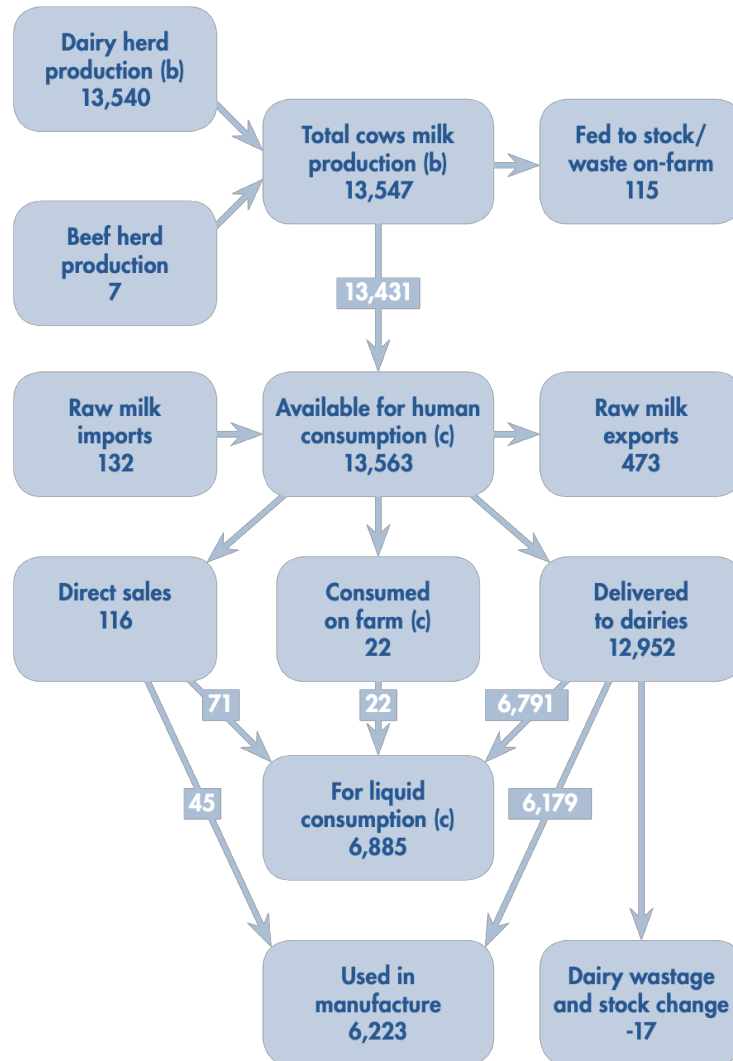 Dairy herd
production (b)
13,540
Total cows milk
production (b)
13,547
Fed to stock/
waste on-farm
115
Beef herd
production
7
13,431
Raw milk
imports
132
Available for human
consumption (c)
13,563
Raw milk
exports
473
Direct sales
116
Consumed
on farm (c)
22
Delivered
to dairies
12,952
71
22
6,791
45
For liquid
consumption (c)
6,885
6,179
Used in
manufacture
6,223
Dairy wastage
and stock change
-17